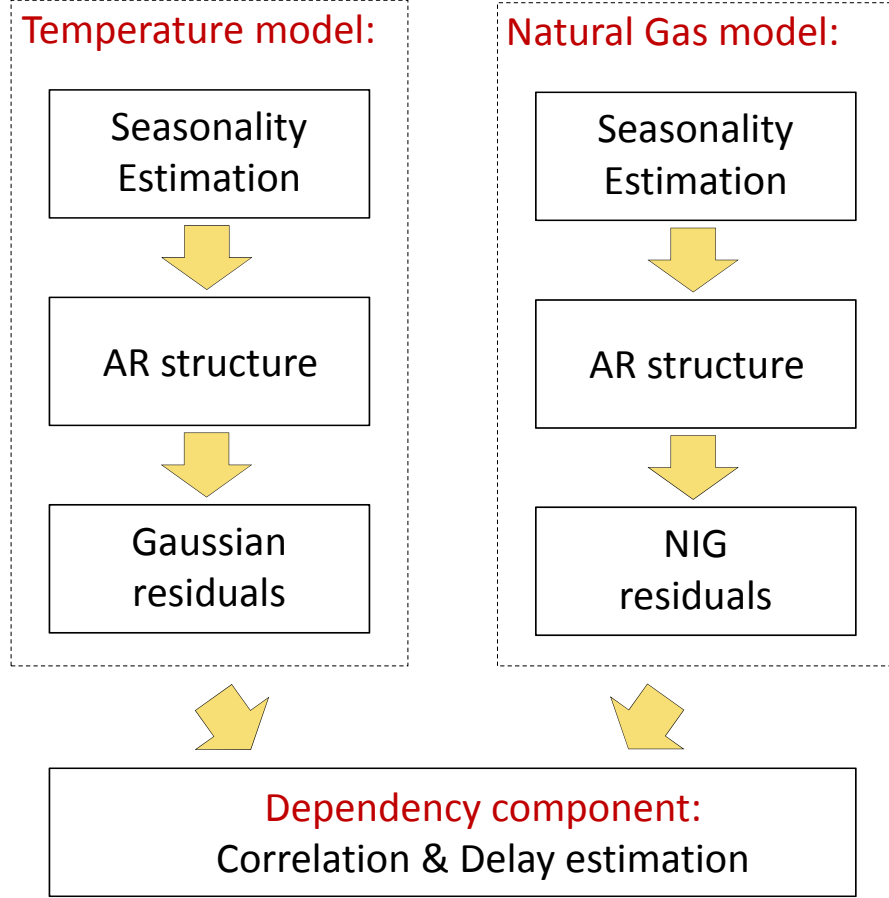 Temperature model:
Seasonality
Estimation
AR structure
Gaussian
residuals
Natural Gas model:
Seasonality
Estimation
AR structure
NIG
residuals
Dependency component:
Correlation & Delay estimation